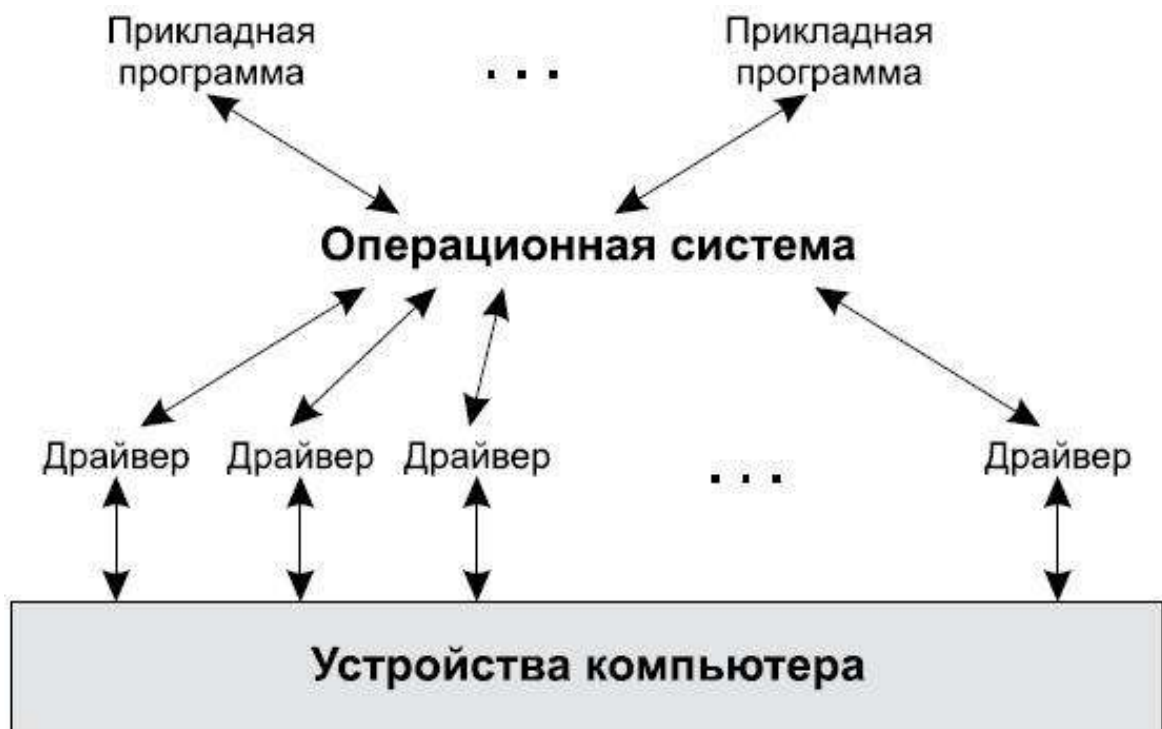 Прикладная
программа
. . .
Прикладная
программа
Операционная система
Драйвер Драйвер Драйвер . . . Драйвер
Устройства компьютера